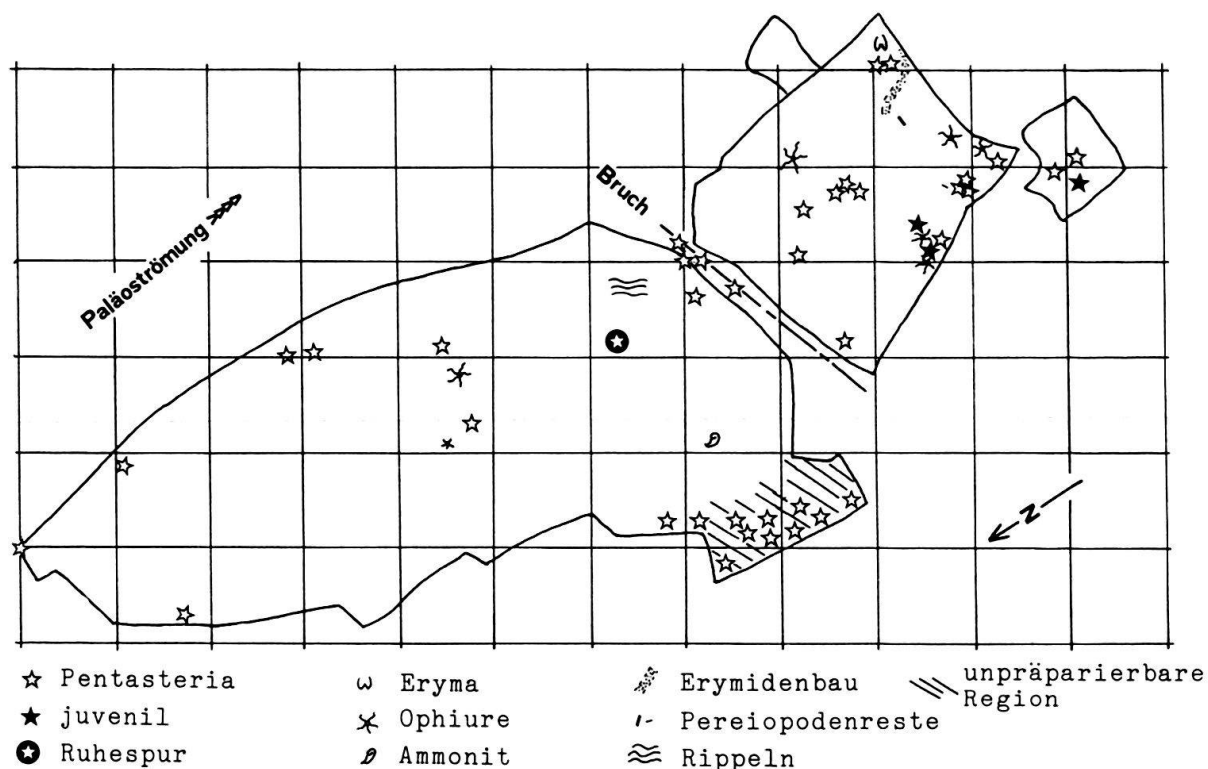 Bruch
Paläoströmung
N
Pentasteria
juvenil
Ruhespur
Eryma
Ophiure
Ammonit
Erymidenbau
Pereiopodenreste
Rippeln
unpräparierbare
Region